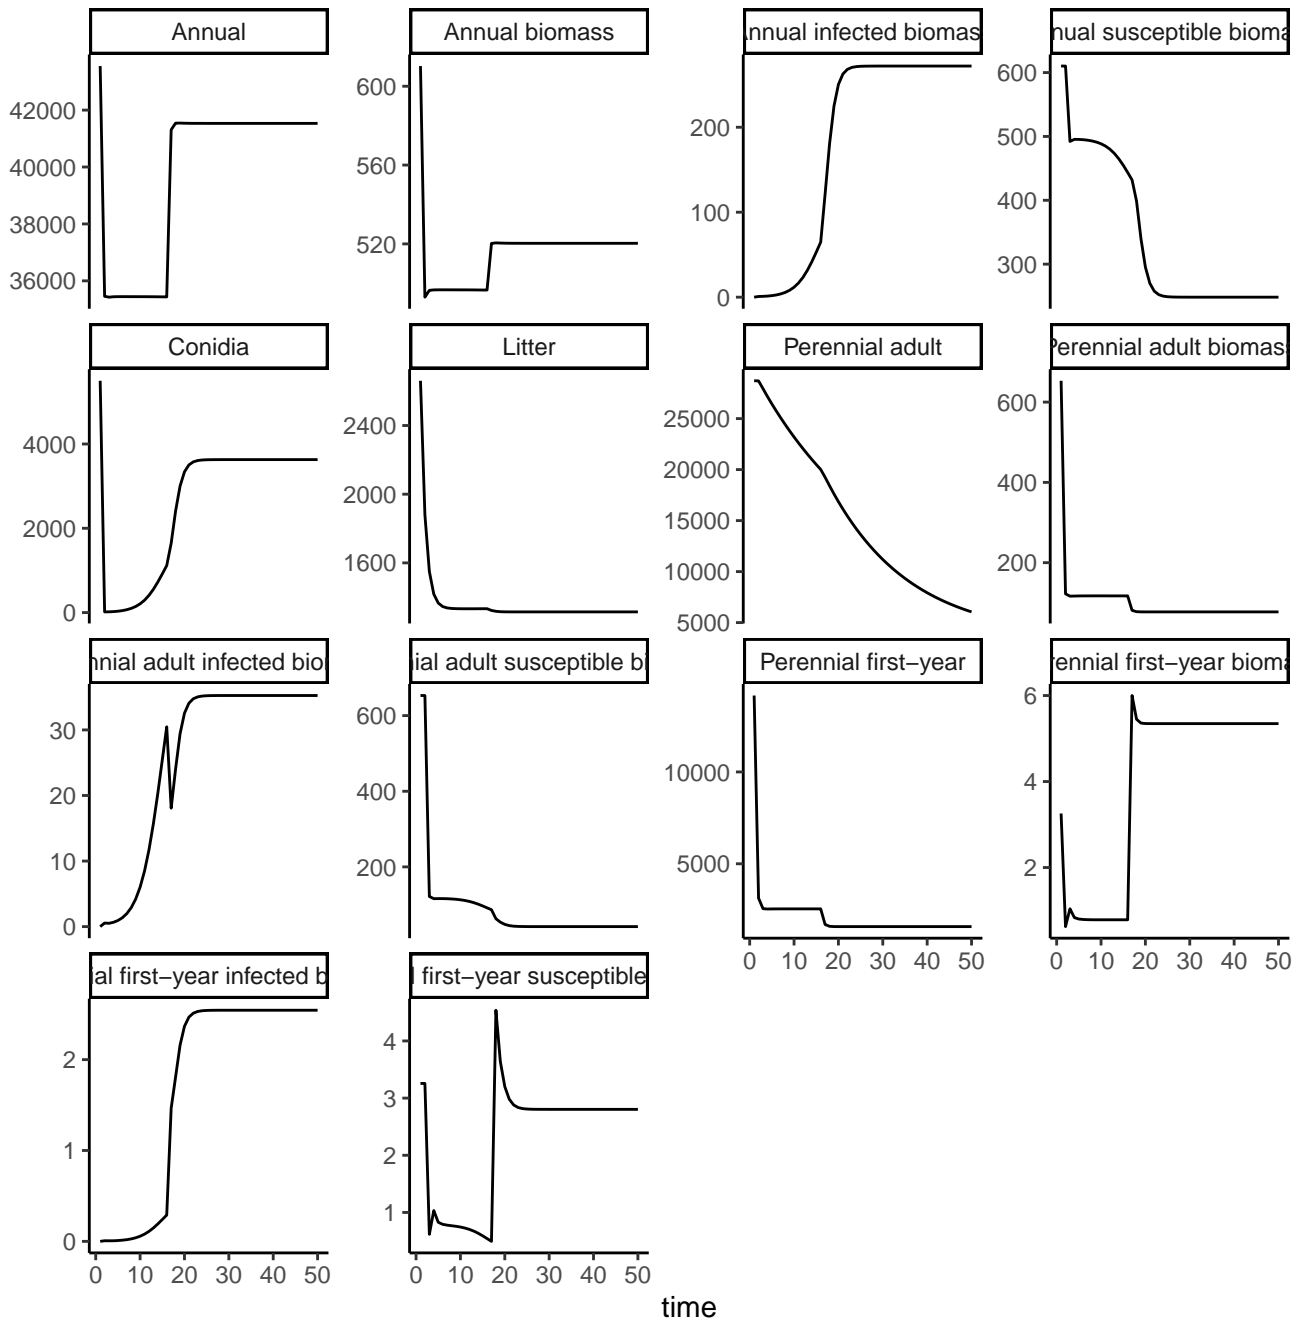 Annual
Annual biomass
Annual infected biomas
nual susceptible bioma
42000
40000
38000
36000
600
560
520
200
100
0
600
500
400
300
Conidia
Litter
Perennial adult
Perennial adult biomas
4000
2000
0
2400
2000
1600
25000
20000
15000
10000
5000
600
400
200
nnial adult infected bio
ial adult susceptible bi
Perennial first−year
rennial first−year bioma
30
20
10
0
600
400
200
10000
5000
6
4
2
0 10 20 30 40 50
0 10 20 30 40 50
ial first−year infected b
l first−year susceptible
2
1
0
4
3
2
1
0 10 20 30 40 50
0 10 20 30 40 50
time